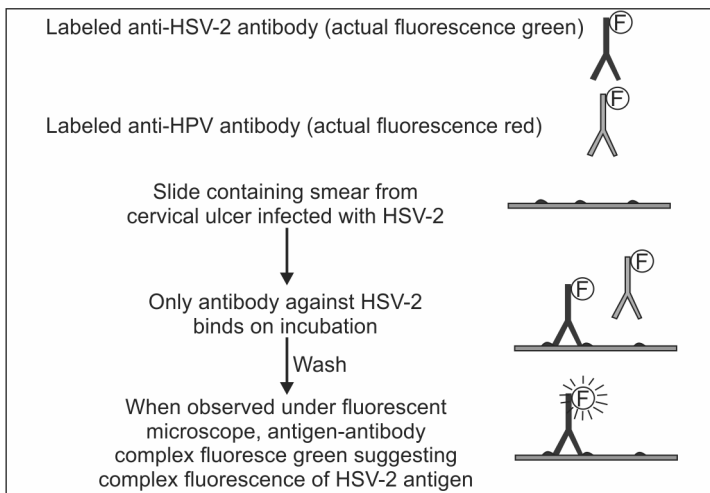 Labeled anti-HSV-2 antibody (actual fluorescence green)
F
F
Labeled anti-HPV antibody (actual fluorescence red)
Slide containing smear from
cervical ulcer infected with HSV-2
F
F
Only antibody against HSV-2
binds on incubation
Wash
F
When observed under fluorescent
microscope, antigen-antibody
complex fluoresce green suggesting
complex fluorescence of HSV-2 antigen